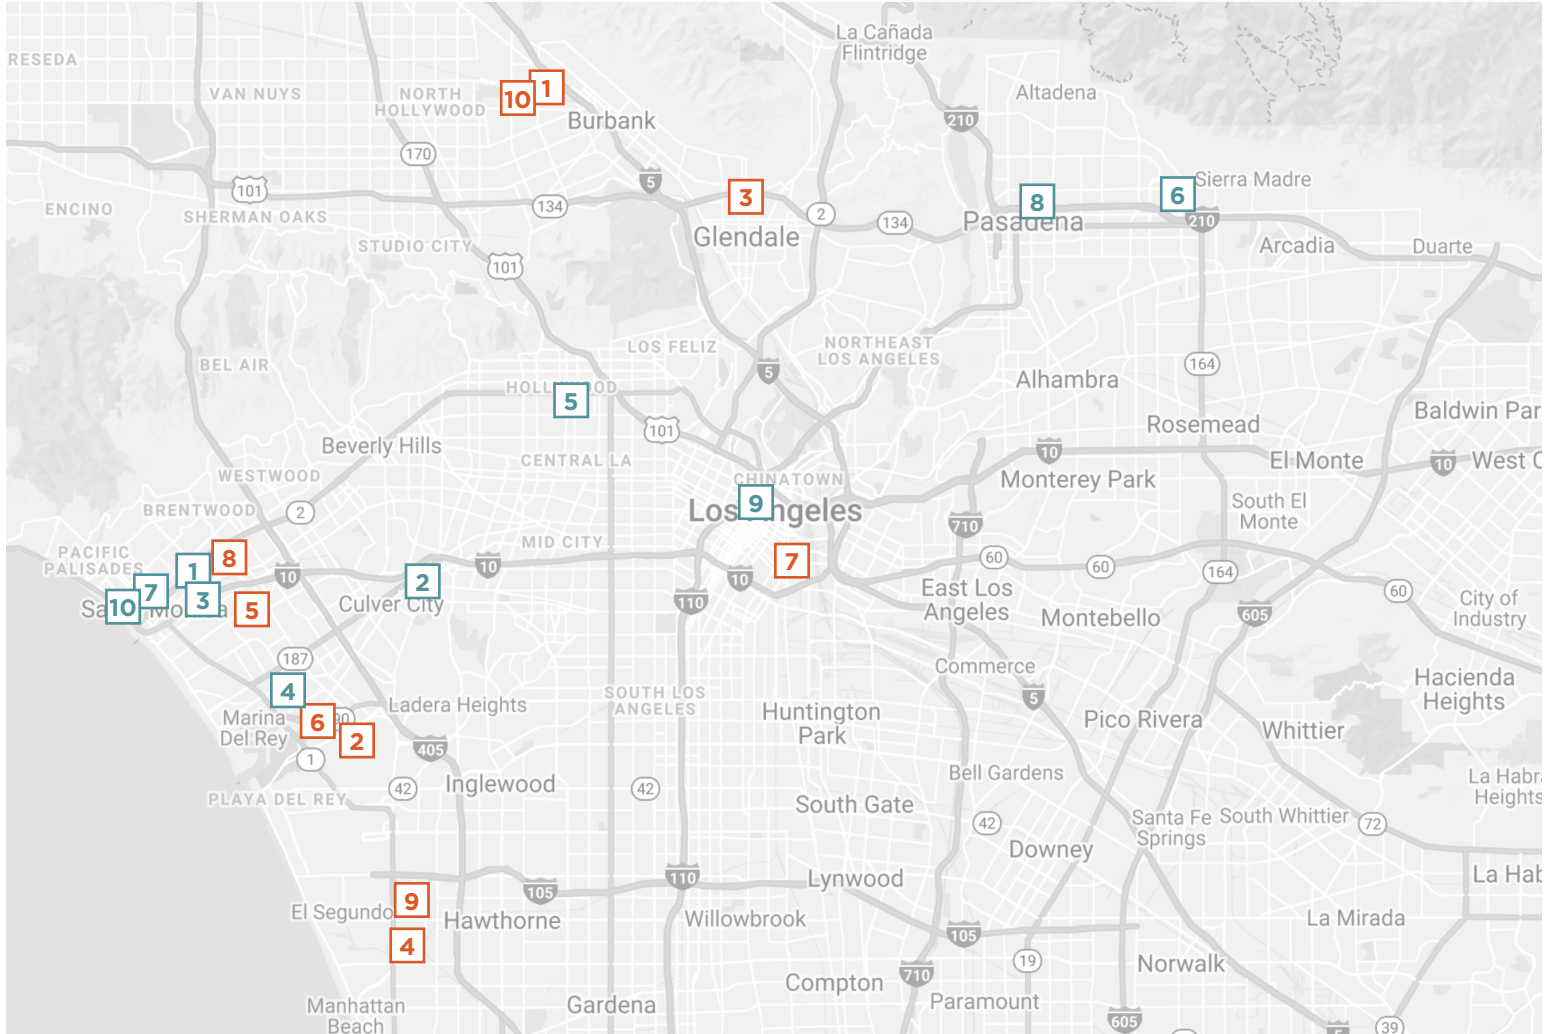 La Cañada
Flintridge
RESEDA
VAN NUYS
NORTH
HOLLYWOOD
1
10
Altadena
Burbank
210
170
101
5
3
8
6
Sierra Madre
134
ENCINO
SHERMAN OAKS
2
134
Pasadena
210
STUDIO CITY
Glendale
Arcadia
Duarte
101
LOS FELIZ
NORTHEAST
LOS ANGELES
BEL AIR
5
164
Alhambra
5
Baldwin Par
Rosemead
101
Beverly Hills
10
CENTRAL LA
El Monte
10
West C
WESTWOOD
CHINATOWN
Monterey Park
9
Los Angeles
BRENTWOOD
2
710
South El
Monte
MID CITY
PACIFIC
PALISADES
8
7
10
10
60
60
164
1
2
10
7
3
10
5
Culver City
110
East Los
Angeles
Montebello
605
60
City of
Industry
187
Commerce
4
Ladera Heights
SOUTH LOS
ANGELES
5
Hacienda
Heights
Marina
Del Rey
6
90
2
Huntington
Park
Pico Rivera
Whittier
405
1
42
Inglewood
42
Bell Gardens
La Habra
Heights
PLAYA DEL REY
South Gate
42
Santa Fe
Springs
South Whittier
72
Downey
110
105
Lynwood
La Hab
9
El Segundo
Hawthorne
Willowbrook
La Mirada
4
105
19
Norwalk
710
Compton
Manhattan
Beach
Gardena
Paramount
605
5
39